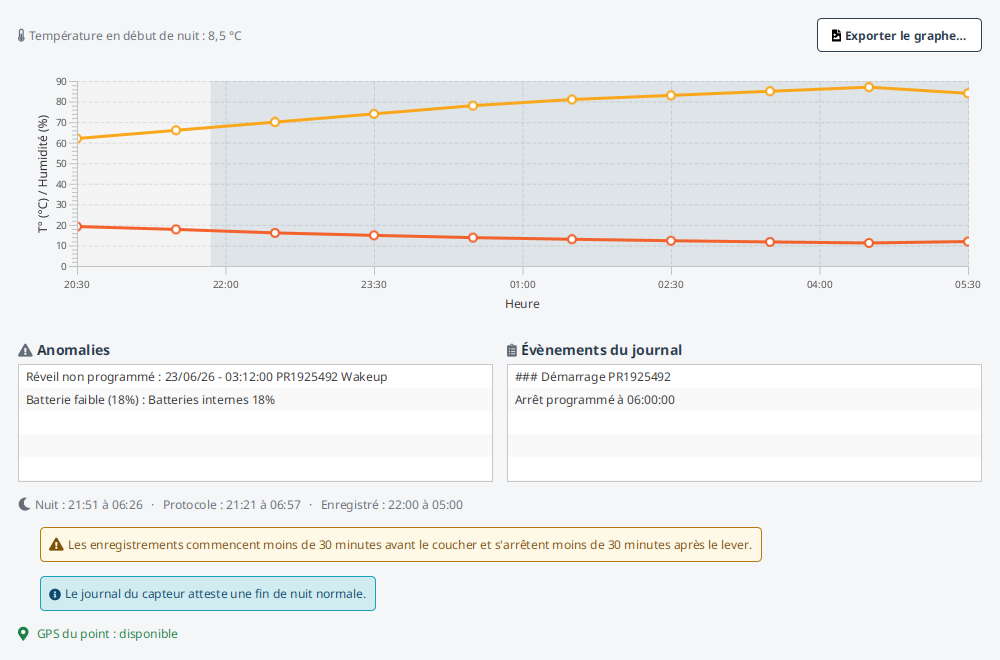 Température en début de nuit : 8,5 °C
Exporter le graphe...
T° (°C) / Humidité (%)
90
80
70
60
50
40
30
20
10
0
20:30 22:00 23:30 01:00 02:30 04:00 05:30
Heure
Anomalies
Réveil non programmé : 23/06/26 - 03:12:00 PR1925492 Wakeup
Batterie faible (18%) : Batteries internes 18%
Évènements du journal
### Démarrage PR1925492
Arrêt programmé à 06:00:00
Nuit : 21:51 à 06:26 · Protocole : 21:21 à 06:57 · Enregistré : 22:00 à 05:00
Les enregistrements commencent moins de 30 minutes avant le coucher et s'arrêtent moins de 30 minutes après le lever.
Le journal du capteur atteste une fin de nuit normale.
GPS du point : disponible